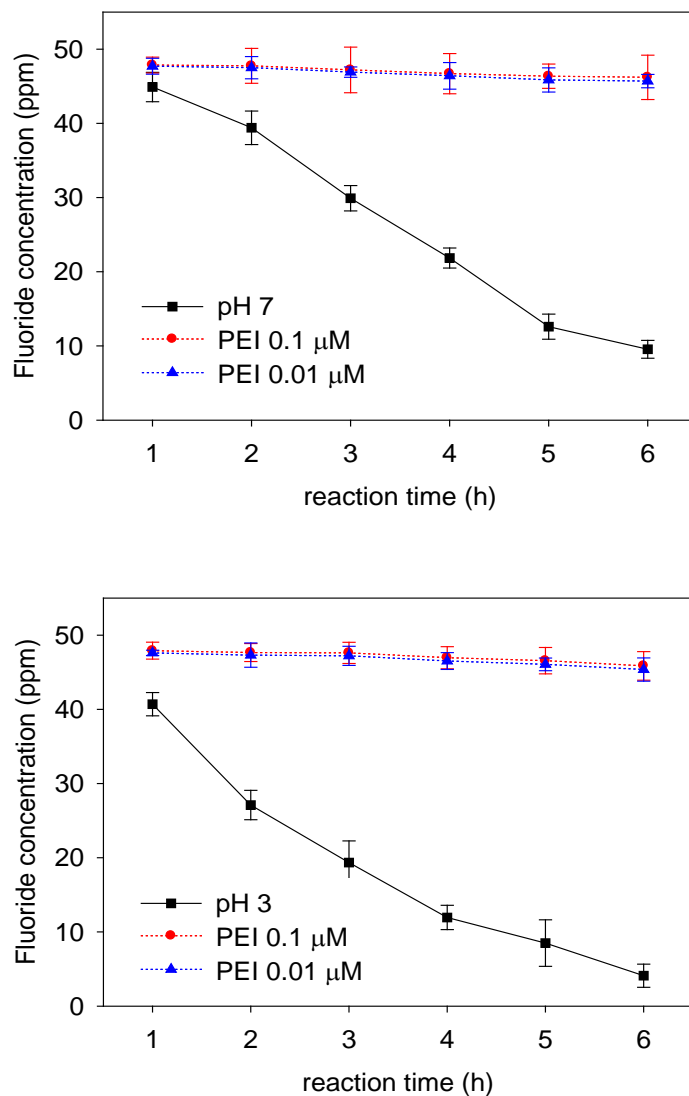 Fluoride concentration (ppm)
50
40
30
20
10
0
pH 7
PEI 0.1 μM
PEI 0.01 μM
1 2 3 4 5 6
reaction time (h)
Fluoride concentration (ppm)
50
40
30
20
10
0
pH 3
PEI 0.1 μM
PEI 0.01 μM
1 2 3 4 5 6
reaction time (h)